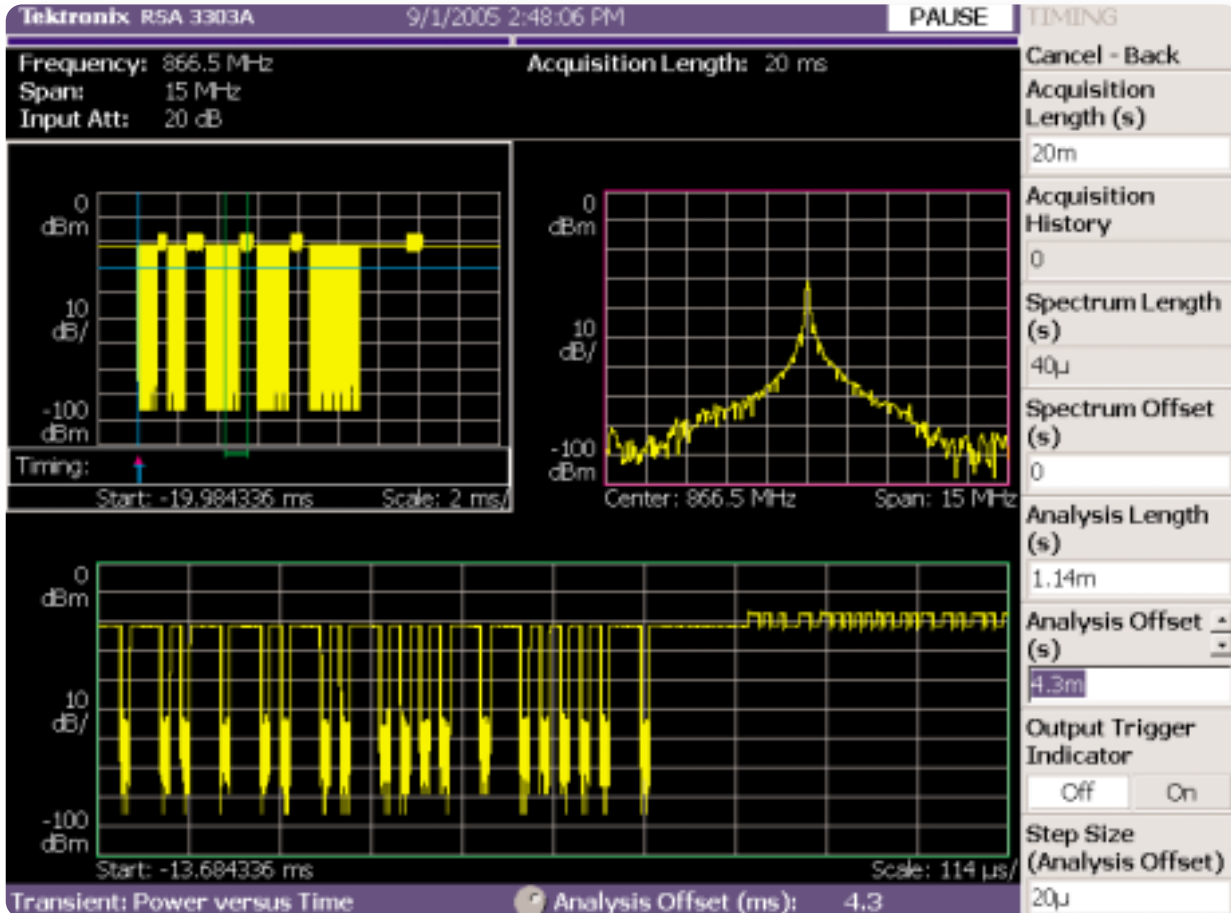 Tektronix RSA 3303A 9/1/2005 2:48:06 PM PAUSE TIMING
Frequency: 866.5 MHz Acquisition Length: 20 ms
Span: 15 MHz
Input Att: 20 dB
0
dBm
10
dB/
-100
dBm
Timing:
Start: -19.984336 ms Scale: 2 ms/
0
dBm
10
dB/
-100
dBm
Center: 866.5 MHz Span: 15 MHz
0
dBm
10
dB/
-100
dBm
Start: -13.684336 ms Scale: 114 µs/
Transient: Power versus Time Analysis Offset (ms): 4.3
Cancel - Back
Acquisition
Length (s)
20m
Acquisition
History
0
Spectrum Length
(s)
40µ
Spectrum Offset
(s)
0
Analysis Length
(s)
1.14m
Analysis Offset
(s)
4.3m
Output Trigger
Indicator
Off On
Step Size
(Analysis Offset)
20µ